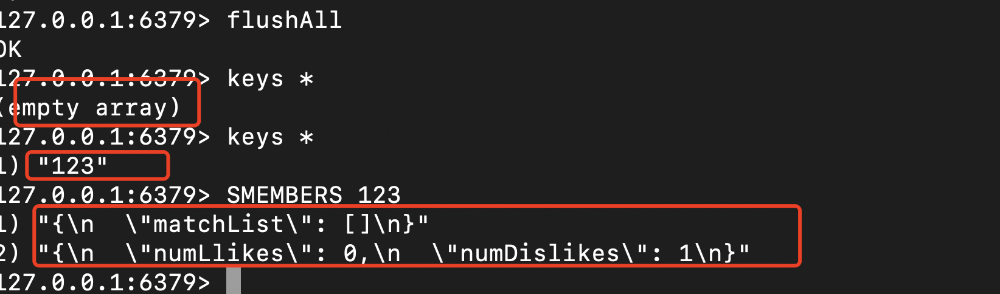 127.0.0.1:6379> flushAll
OK
127.0.0.1:6379> keys *
(empty array)
127.0.0.1:6379> keys *
1) "123"
127.0.0.1:6379> SMEMBERS 123
1) "{\n  \"matchList\": []\n}"
2) "{\n  \"numLlikes\": 0,\n  \"numDislikes\": 1\n}"
127.0.0.1:6379>